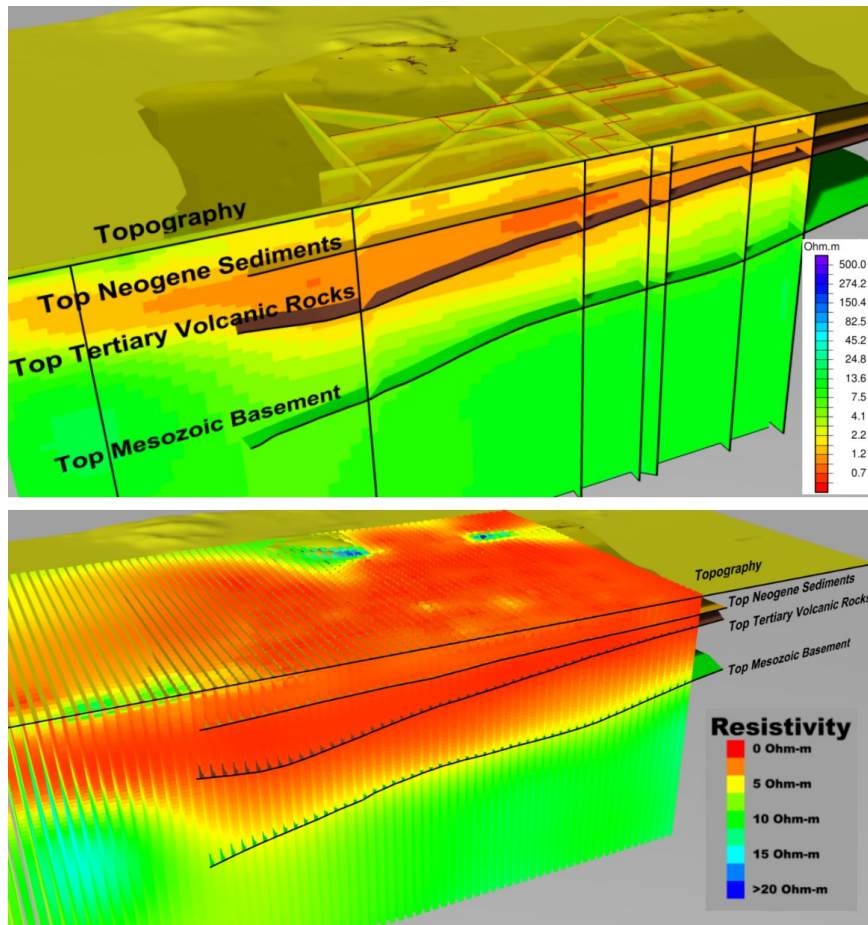 Topography
Top Neogene Sediments
Top Tertiary Volcanic Rocks
Top Mesozoic Basement
Ohm.m
500.0
274.2
150.4
82.5
45.2
24.8
13.6
7.5
4.1
2.2
1.2
0.7
Topography
Top Neogene Sediments
Top Tertiary Volcanic Rocks
Top Mesozoic Basement
Resistivity
0 Ohm-m
5 Ohm-m
10 Ohm-m
15 Ohm-m
>20 Ohm-m